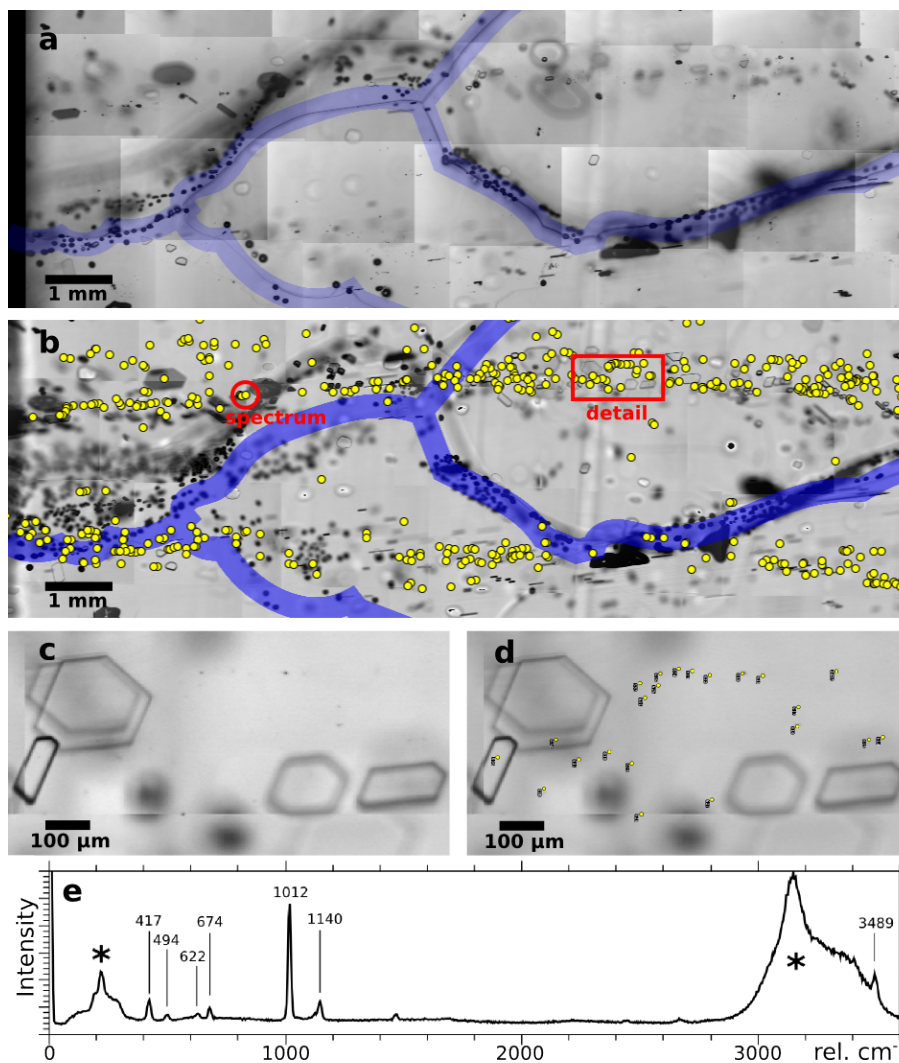 a
1 mm
b
spectrum
detail
1 mm
c
100 μm
d
100 μm
e
Intensity
*
417
494
622
674
1012
1140
*
3489
0
1000
2000
3000
rel. cm⁻